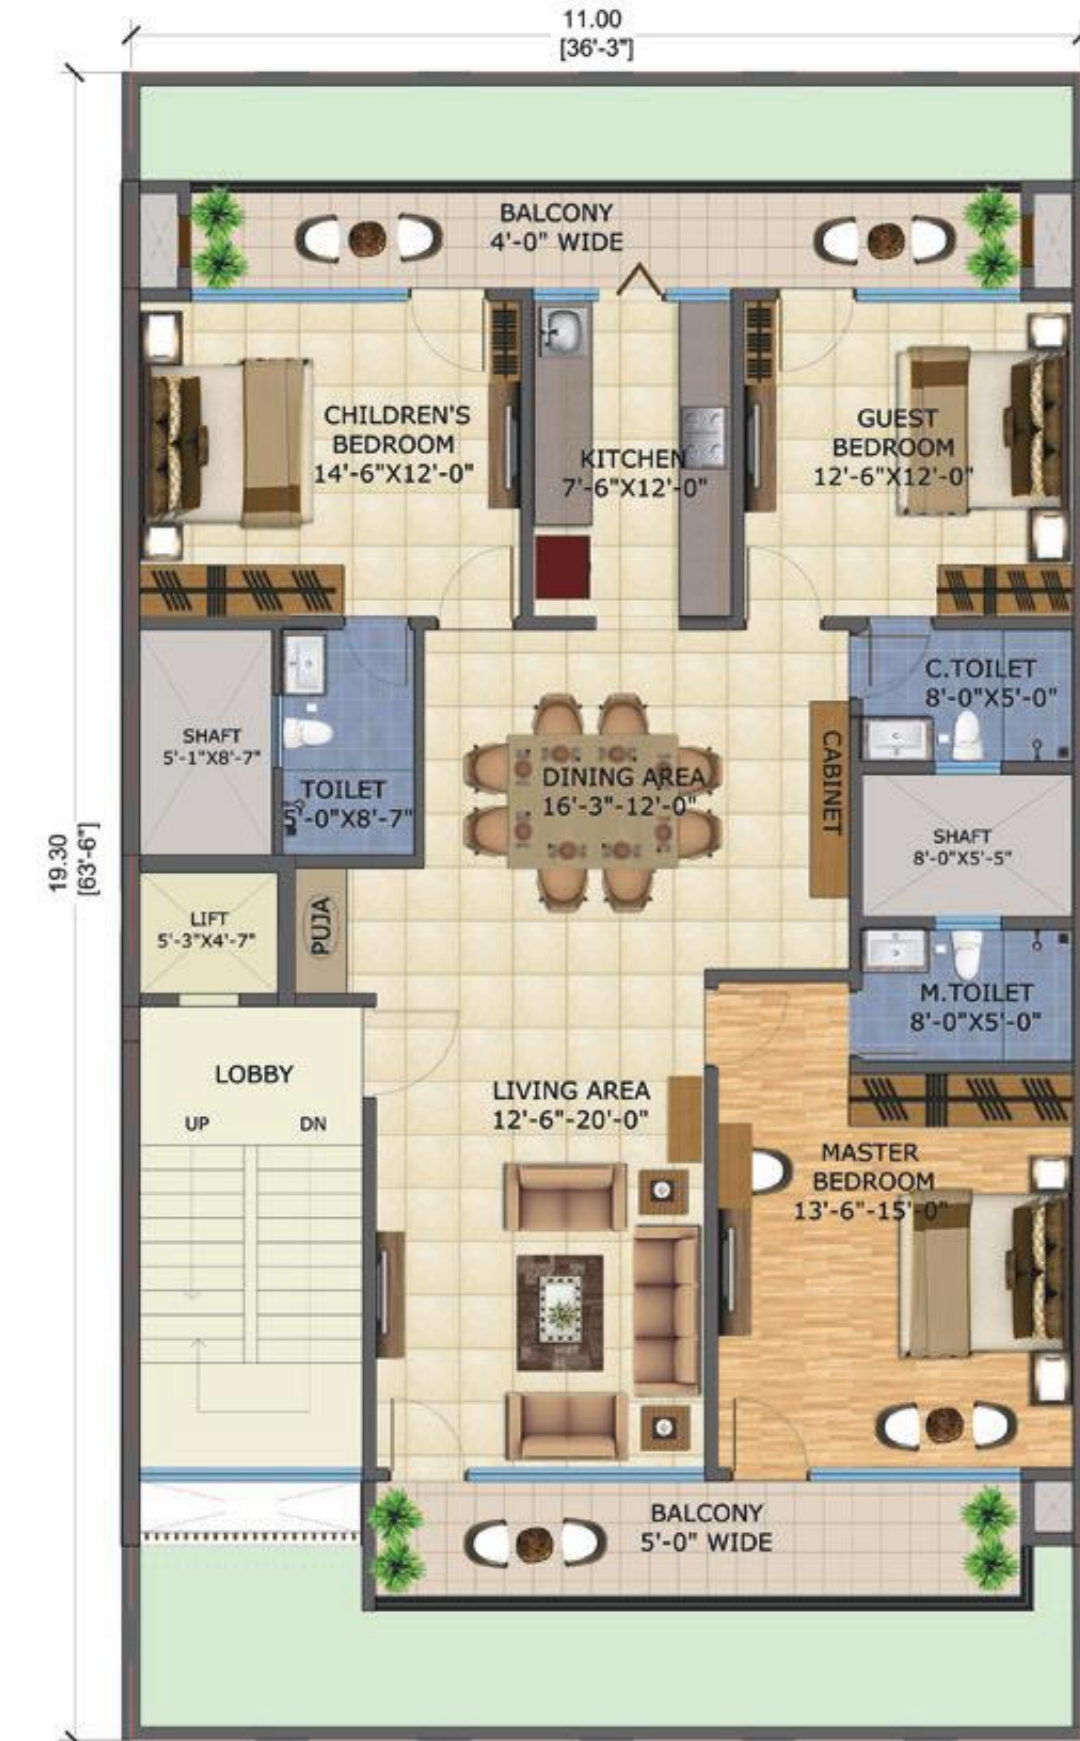 11.00
[36'-3"]
19.30
[63'-6"]
BALCONY
4'-0" WIDE
CHILDREN'S
BEDROOM
14'-6"X12'-0"
KITCHEN
7'-6"X12'-0"
GUEST
BEDROOM
12'-6"X12'-0"
C.TOILET
8'-0"X5'-0"
SHAFT
5'-1"X8'-7"
TOILET
5'-0"X8'-7"
DINING AREA
16'-3"-12'-0"
CABINET
SHAFT
8'-0"X5'-5"
LIFT
5'-3"X4'-7"
PUJA
M.TOILET
8'-0"X5'-0"
LOBBY
UP DN
LIVING AREA
12'-6"-20'-0"
MASTER
BEDROOM
13'-6"-15'-0"
BALCONY
5'-0" WIDE